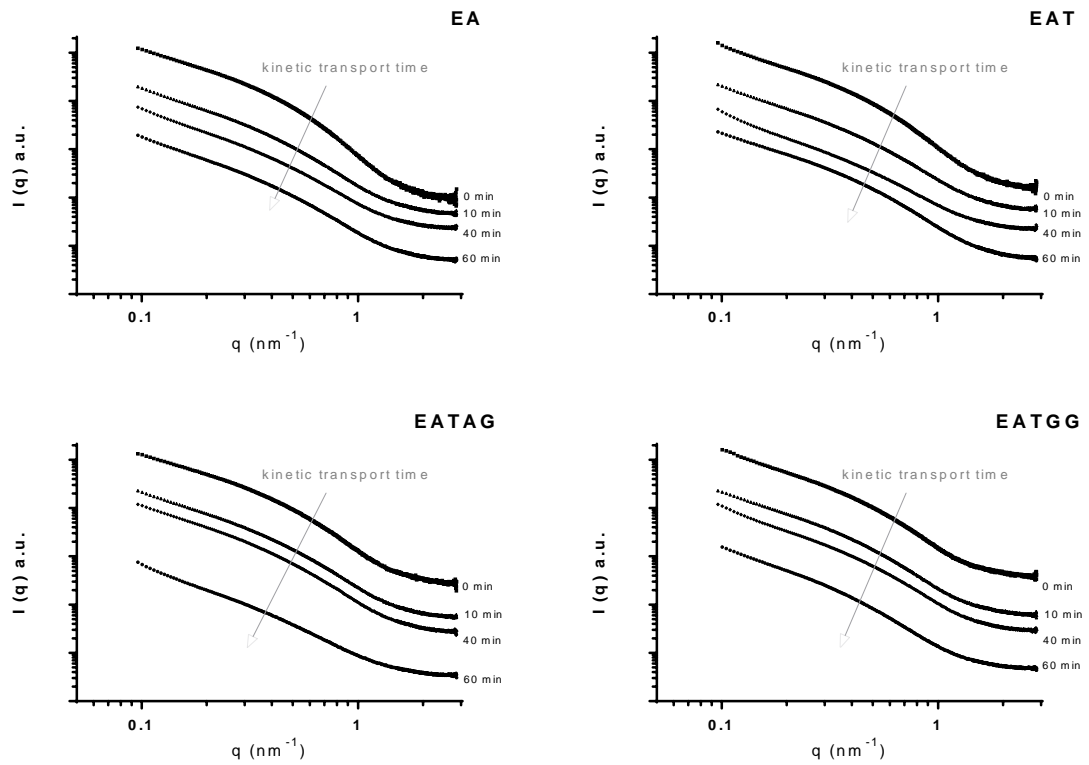 EA
kinetic transport time
I (q) a.u.
0 min
10 min
40 min
60 min
0.1 1
q (nm⁻¹)
EAT
kinetic transport time
I (q) a.u.
0 min
10 min
40 min
60 min
0.1 1
q (nm⁻¹)
EATAG
kinetic transport time
I (q) a.u.
0 min
10 min
40 min
60 min
0.1 1
q (nm⁻¹)
EATGG
kinetic transport time
I (q) a.u.
0 min
10 min
40 min
60 min
0.1 1
q (nm⁻¹)